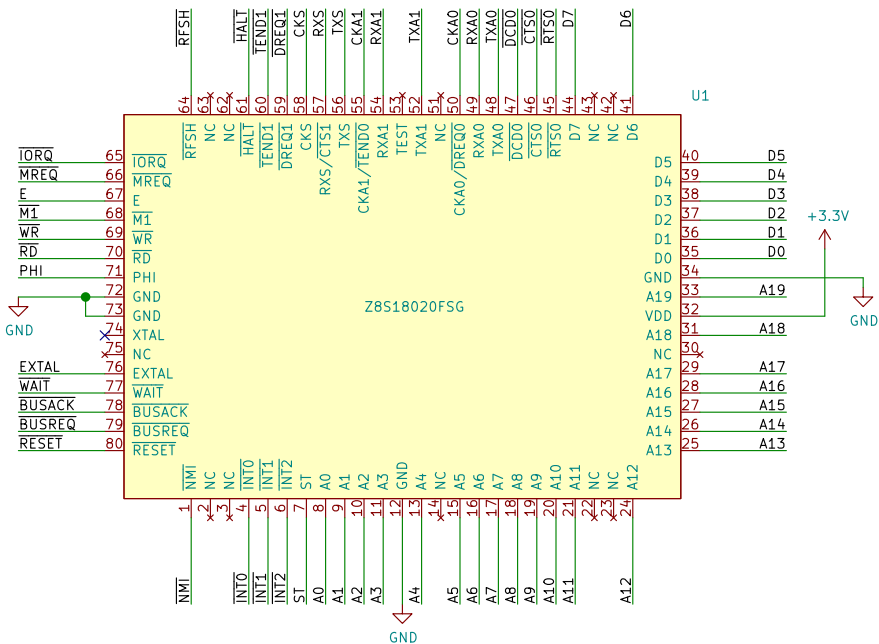 RFSH HALT TEND1 DREQ1 CKS RXS TXS CKA1 RXA1 TXA1 CKA0 RXA0 TXA0 DCD0 CTS0 RTS0 D7 D6
U1
64 63 62 61 60 59 58 57 56 55 54 53 52 51 50 49 48 47 46 45 44 43 42 41
RFSH NC NC HALT TEND1 DREQ1 CKS RXS/CTS1 TXS CKA1/TEND0 RXA1 TEST TXA1 NC CKA0/DREQ0 RXA0 TXA0 DCD0 CTS0 RTS0 D7 NC NC D6
IORQ 65 IORQ
MREQ 66 MREQ
E 67 E
M1 68 M1
WR 69 WR
RD 70 RD
PHI 71 PHI
72 GND
73 GND
GND
74 XTAL
75 NC
EXTAL 76 EXTAL
WAIT 77 WAIT
BUSACK 78 BUSACK
BUSREQ 79 BUSREQ
RESET 80 RESET
Z8S18020FSG
D5 40 D5
D4 39 D4
D3 38 D3
D2 37 D2
D1 36 D1
D0 35 D0
+3.3V
GND 34
A19 33 A19
VDD 32
GND
A18 31 A18
NC 30
A17 29 A17
A16 28 A16
A15 27 A15
A14 26 A14
A13 25 A13
NMI NC NC INT0 INT1 INT2 ST A0 A1 A2 A3 GND A4 NC A5 A6 A7 A8 A9 A10 A11 NC NC A12
1 2 3 4 5 6 7 8 9 10 11 12 13 14 15 16 17 18 19 20 21 22 23 24
NMI INT0 INT1 INT2 ST A0 A1 A2 A3 A4 A5 A6 A7 A8 A9 A10 A11 A12
GND